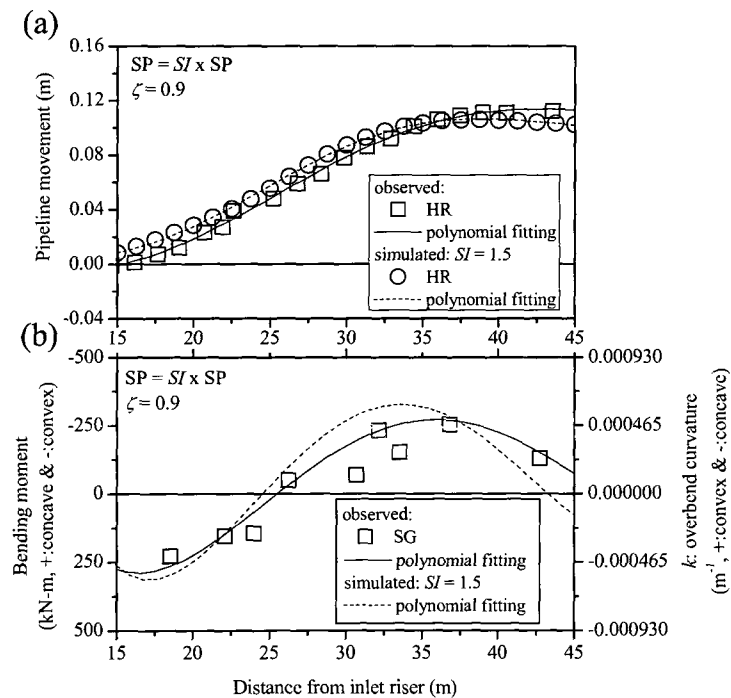 (a)
0.16
0.12
0.08
0.04
0.00
-0.04
Pipeline movement (m)
SP = SI x SP
ζ = 0.9
observed:
HR
polynomial fitting
simulated: SI = 1.5
HR
polynomial fitting
15 20 25 30 35 40 45
(b)
-500
-250
0
250
500
Bending moment
(kN-m, +:concave & -:convex)
SP = SI x SP
ζ = 0.9
observed:
SG
polynomial fitting
simulated: SI = 1.5
polynomial fitting
0.000930
0.000465
0.000000
-0.000465
-0.000930
k: overbend curvature
(m⁻¹, +:convex & -:concave)
15 20 25 30 35 40 45
Distance from inlet riser (m)